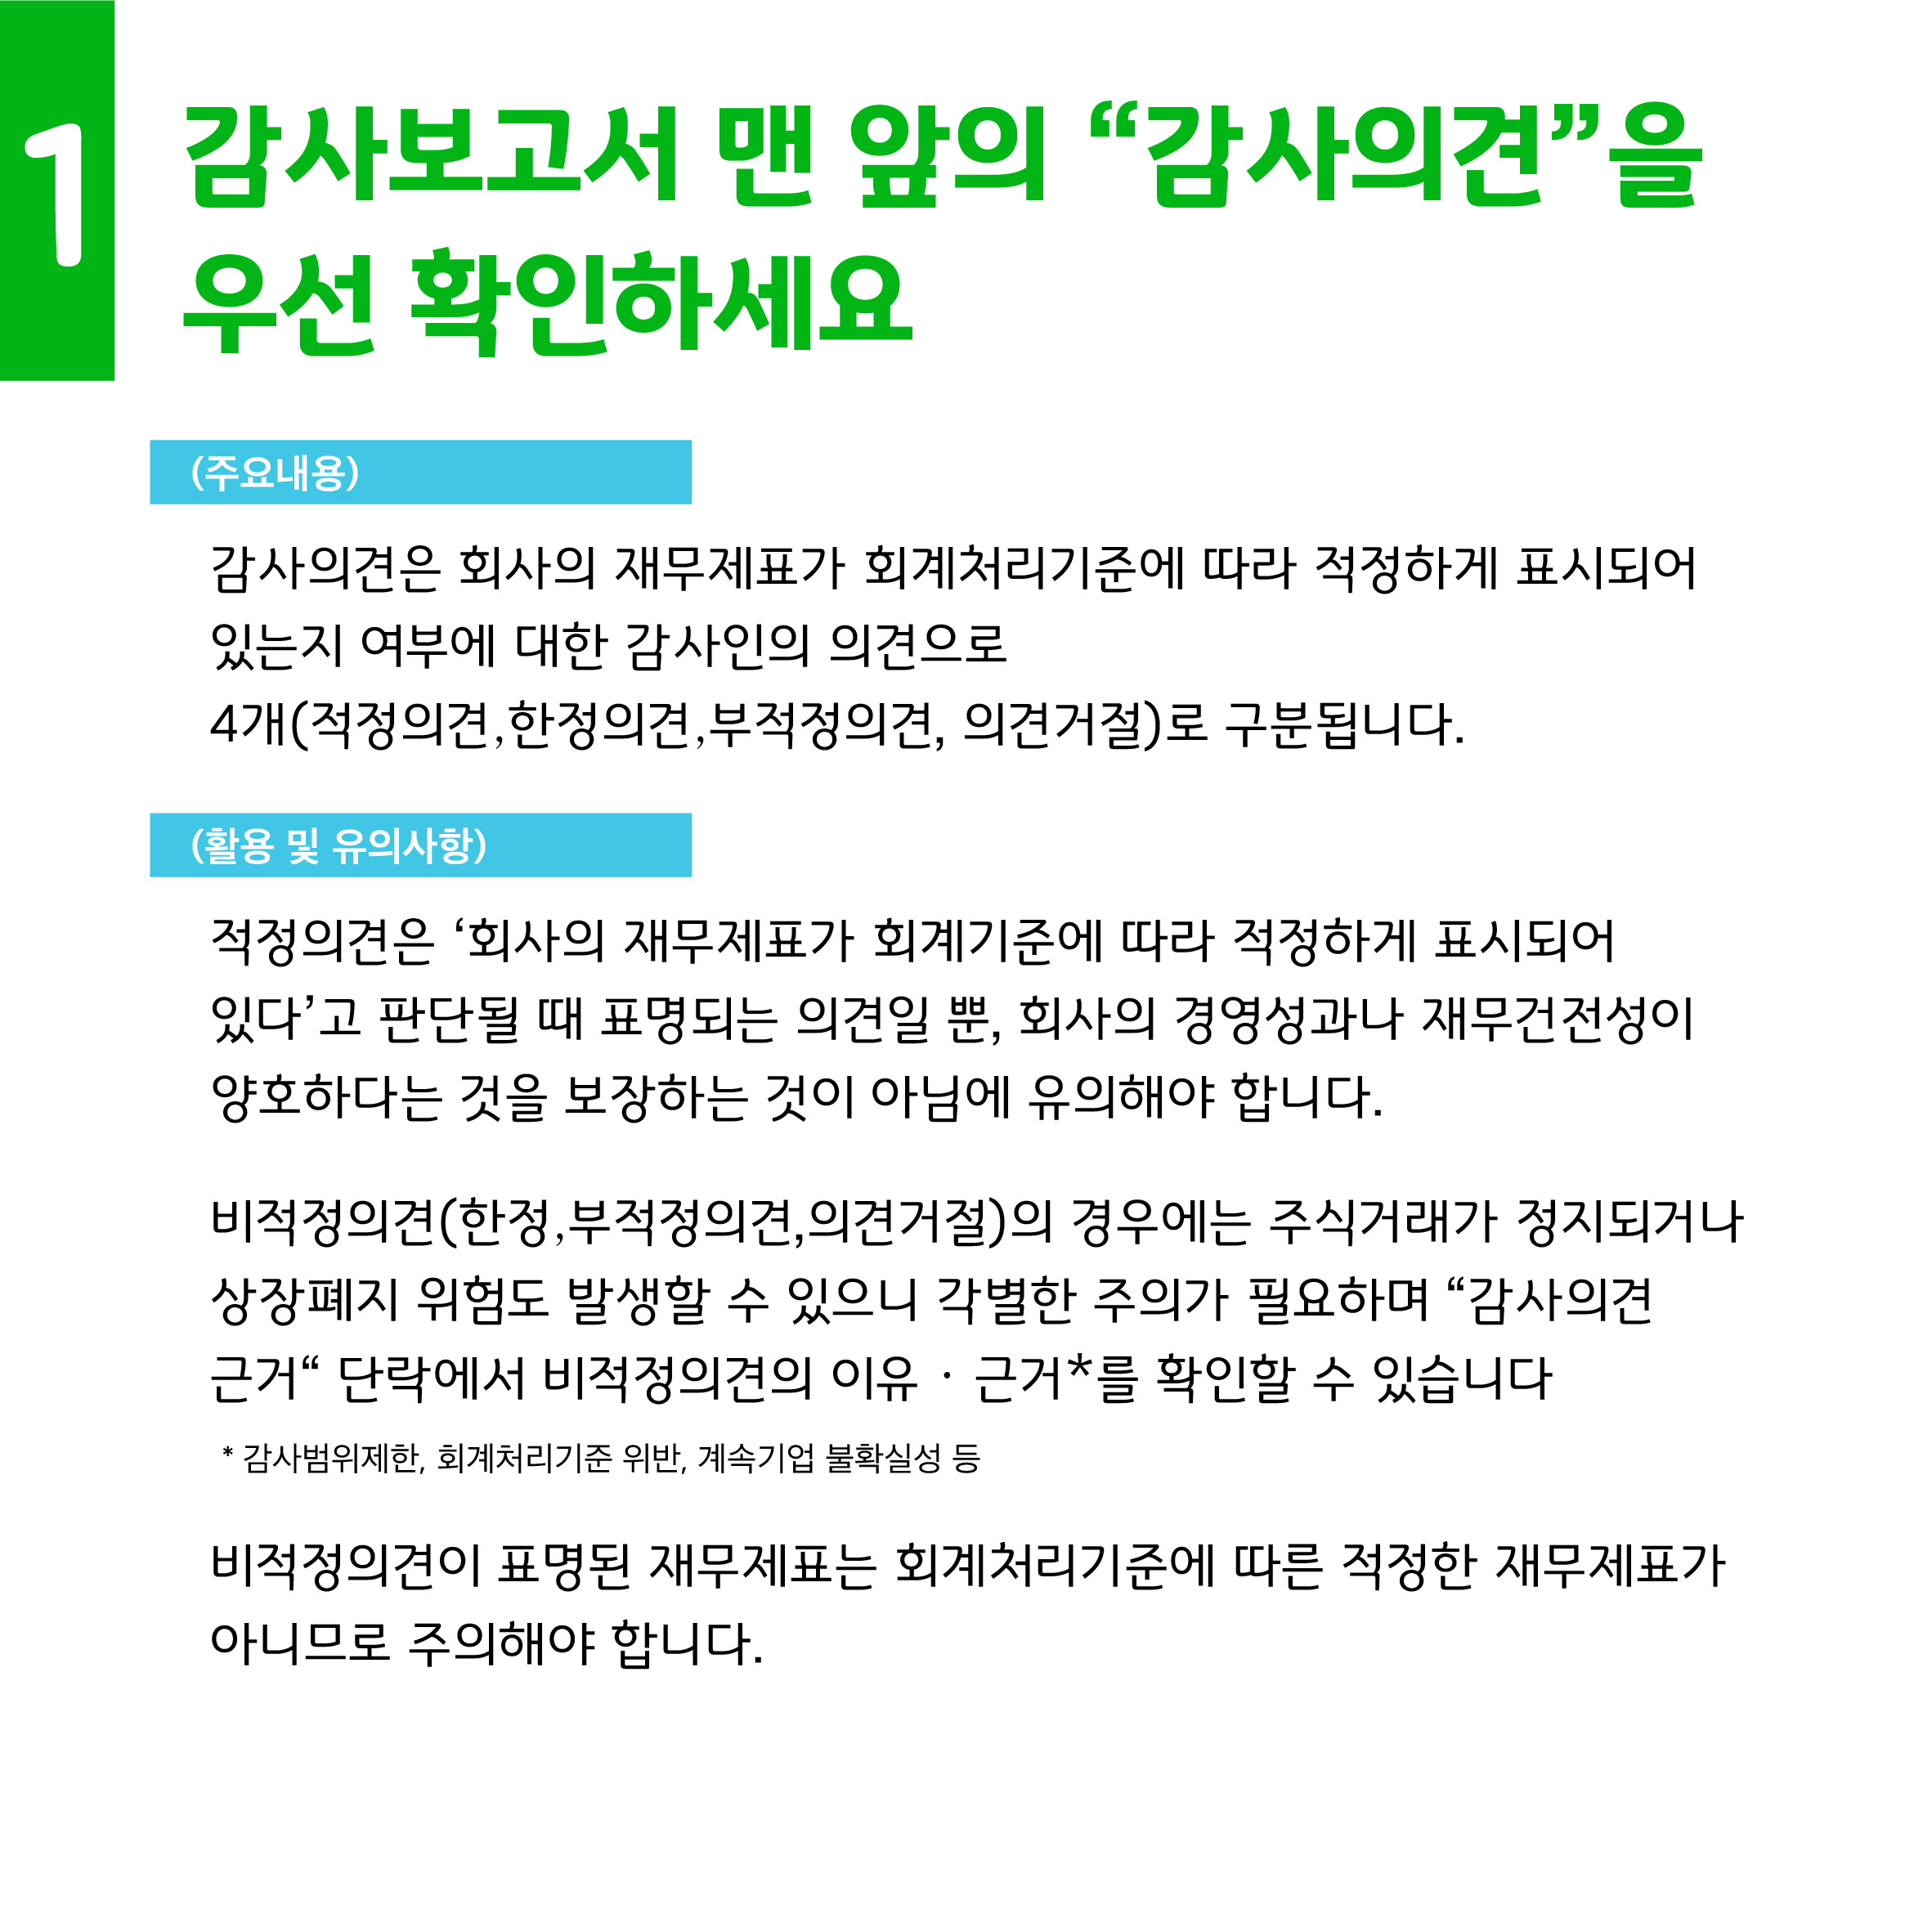 1
감사보고서 맨 앞의 “감사의견”을
우선 확인하세요
(주요내용)
감사의견은 회사의 재무제표가 회계처리기준에 따라 적정하게 표시되어
있는지 여부에 대한 감사인의 의견으로
4개(적정의견,한정의견,부적정의견, 의견거절)로 구분됩니다.
(활용 및 유의사항)
적정의견은 ‘회사의 재무제표가 회계기준에 따라 적정하게 표시되어
있다’고 판단될 때 표명되는 의견일 뿐, 회사의 경영성과나 재무건전성이
양호하다는 것을 보장하는 것이 아님에 유의해야 합니다.
비적정의견(한정,부적정의견,의견거절)의 경우에는 주식거래가 정지되거나
상장폐지 위험도 발생할 수 있으니 각별한 주의가 필요하며 “감사의견
근거“ 단락에서 비적정의견의 이유 · 근거*를 확인할 수 있습니다
* 감사범위제한, 회계처리기준 위반, 계속기업 불확실성 등
비적정의견이 표명된 재무제표는 회계처리기준에 따른 적정한 재무제표가
아니므로 주의해야 합니다.